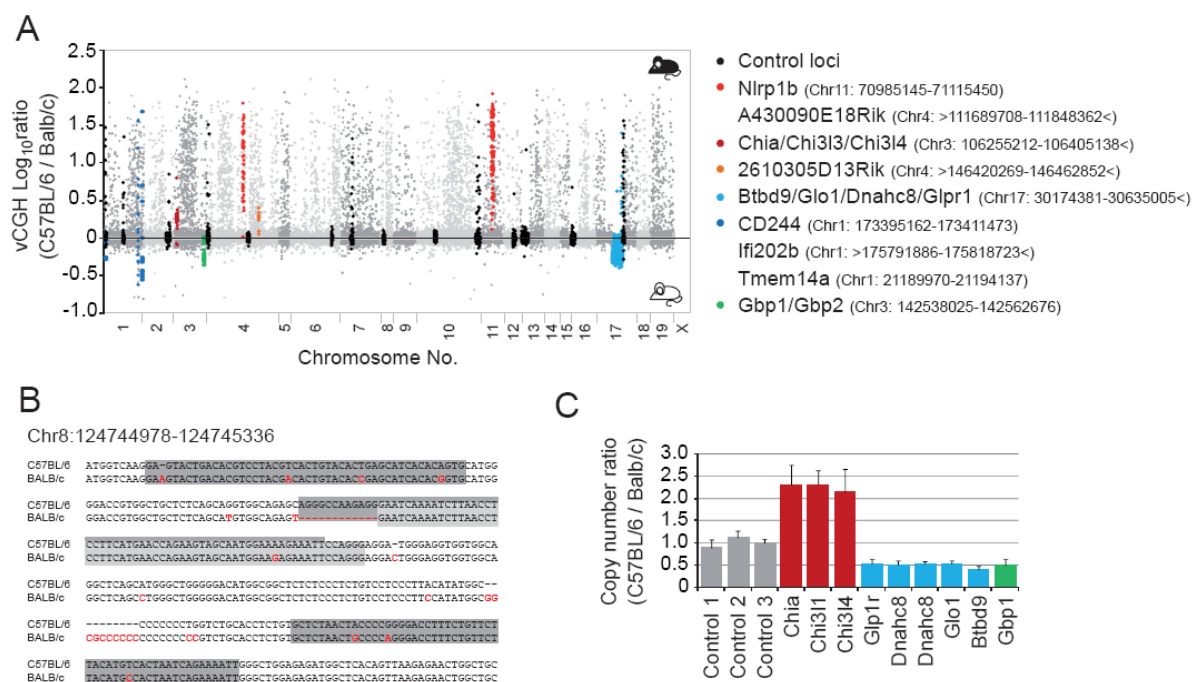 A
2.5
2.0
1.5
1.0
0.5
0
-0.5
-1.0
vCGH Log10ratio
(C57BL/6 / Balb/c)
1 2 3 4 5 6 7 8 9 10 11 12 13 14 15 16 17 18 19 X
Chromosome No.
Control loci
Nlrp1b (Chr11: 70985145-71115450)
A430090E18Rik (Chr4: >111689708-111848362<)
Chia/Chi3l3/Chi3l4 (Chr3: 106255212-106405138<)
2610305D13Rik (Chr4: >146420269-146462852<)
Btbd9/Glo1/Dnahc8/Glpr1 (Chr17: 30174381-30635005<)
CD244 (Chr1: 173395162-173411473)
Ifi202b (Chr1: >175791886-175818723<)
Tmem14a (Chr1: 21189970-21194137)
Gbp1/Gbp2 (Chr3: 142538025-142562676)
B
Chr8:124744978-124745336
C57BL/6 ATGGTCAAGGA-GTACTGACACGTCCTACGTCACTGTACACTGAGCATCACACAGTGCATGG
BALB/c ATGGTCAAGGAAGTACTGACACGTCCTACGACACTGTACACCGAGCATCACACGGTGCATGG
C57BL/6 GGACCGTGGCTGCTCTCAGCAGGTGGCAGAGCAGGGCCAAGAGGGAATCAAAATCTTAACCT
BALB/c GGACCGTGGCTGCTCTCAGCATGTGGCAGAGT------------GAATCAAAATCTTAACCT
C57BL/6 CCTTCATGAACCAGAAGTAGCAATGGAAAAGAAATTCCAGGGAGGA-TGGGAGGTGGTGGCA
BALB/c CCTTCATGAACCAGAAGTAGCAATGGAAGAGAAATTCCAGGGAGGACTGGGAGGTGGTGGCA
C57BL/6 GGCTCAGCATGGGCTGGGGGACATGGCGGCTCTCTCCCTCTGTCCTCCCTTACATATGGC--
BALB/c GGCTCAGCCTGGGCTGGGGGACATGGCGGCTCTCTCCCTCTGTCCTCCCTTCCATATGGCGG
C57BL/6 --------CCCCCCCCTGGTCTGCACCTCTGTGCTCTAACTACCCCGGGGACCTTTCTGTTCT
BALB/c CGCCCCCCCCCCCCCCCCGTCTGCACCTCTGTGCTCTAACTGCCCCAGGGACCTTTCTGTTCT
C57BL/6 TACATGTCACTAATCAGAAAATTGGGCTGGAGAGATGGCTCACAGTTAAGAGAACTGGCTGC
BALB/c TACATGCCACTAATCAGAAAATTGGGCTGGAGAGATGGCTCACAGTTAAGAGAACTGGCTGC
C
Copy number ratio
(C57BL/6 / Balb/c)
3.0
2.5
2.0
1.5
1.0
0.5
0
Control 1
Control 2
Control 3
Chia
Chi3l1
Chi3l4
Glp1r
Dnahc8
Dnahc8
Glo1
Btbd9
Gbp1